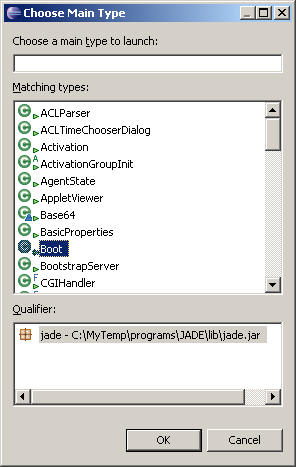 Choose Main Type
Choose a main type to launch:
Matching types:
ACLParser
ACLTimeChooserDialog
Activation
A
ActivationGroupInit
AgentState
AppletViewer
Base64
BasicProperties
Boot
BootstrapServer
F
CGIHandler
Qualifier:
jade - C:\MyTemp\programs\JADE\lib\jade.jar
OK
Cancel